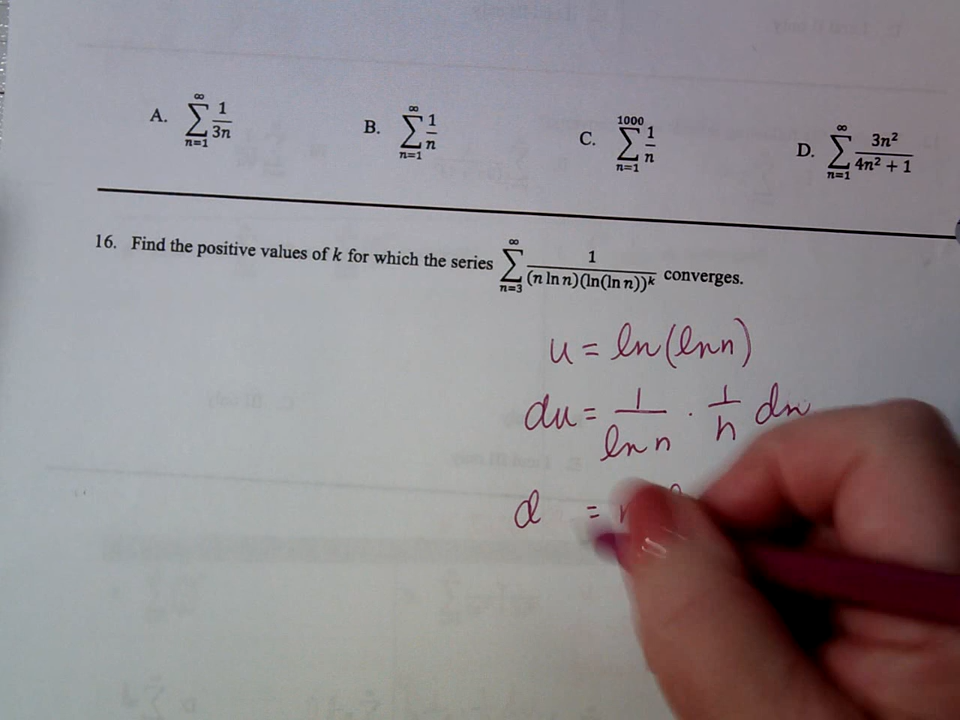 A. ∞ Σ n=1 1/3n B. ∞ Σ n=1 1/n C. 1000 Σ n=1 1/n D. ∞ Σ n=1 3n²/4n² + 1
16. Find the positive values of k for which the series ∞ Σ n=3 1/(n ln n)(ln(ln n))ᵏ converges.
u = ln(ln n)
du = 1/ln n · 1/n dn
d =